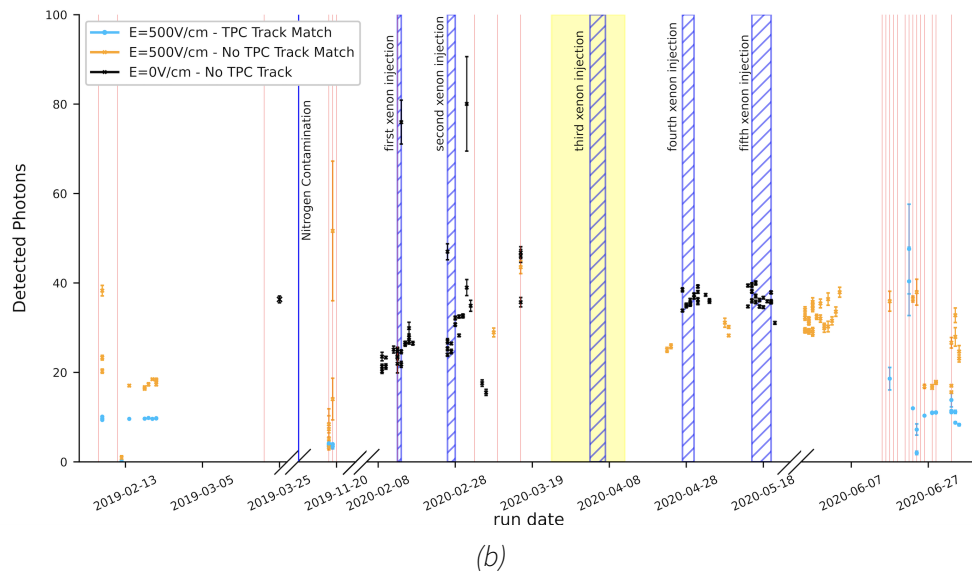 100
80
60
40
20
0
Detected Photons
E=500V/cm - TPC Track Match
E=500V/cm - No TPC Track Match
E=0V/cm - No TPC Track
Nitrogen Contamination
first xenon injection
second xenon injection
third xenon injection
fourth xenon injection
fifth xenon injection
2019-02-13
2019-03-05
2019-03-25
2019-11-20
2020-02-08
2020-02-28
2020-03-19
2020-04-08
2020-04-28
2020-05-18
2020-06-07
2020-06-27
run date
(b)